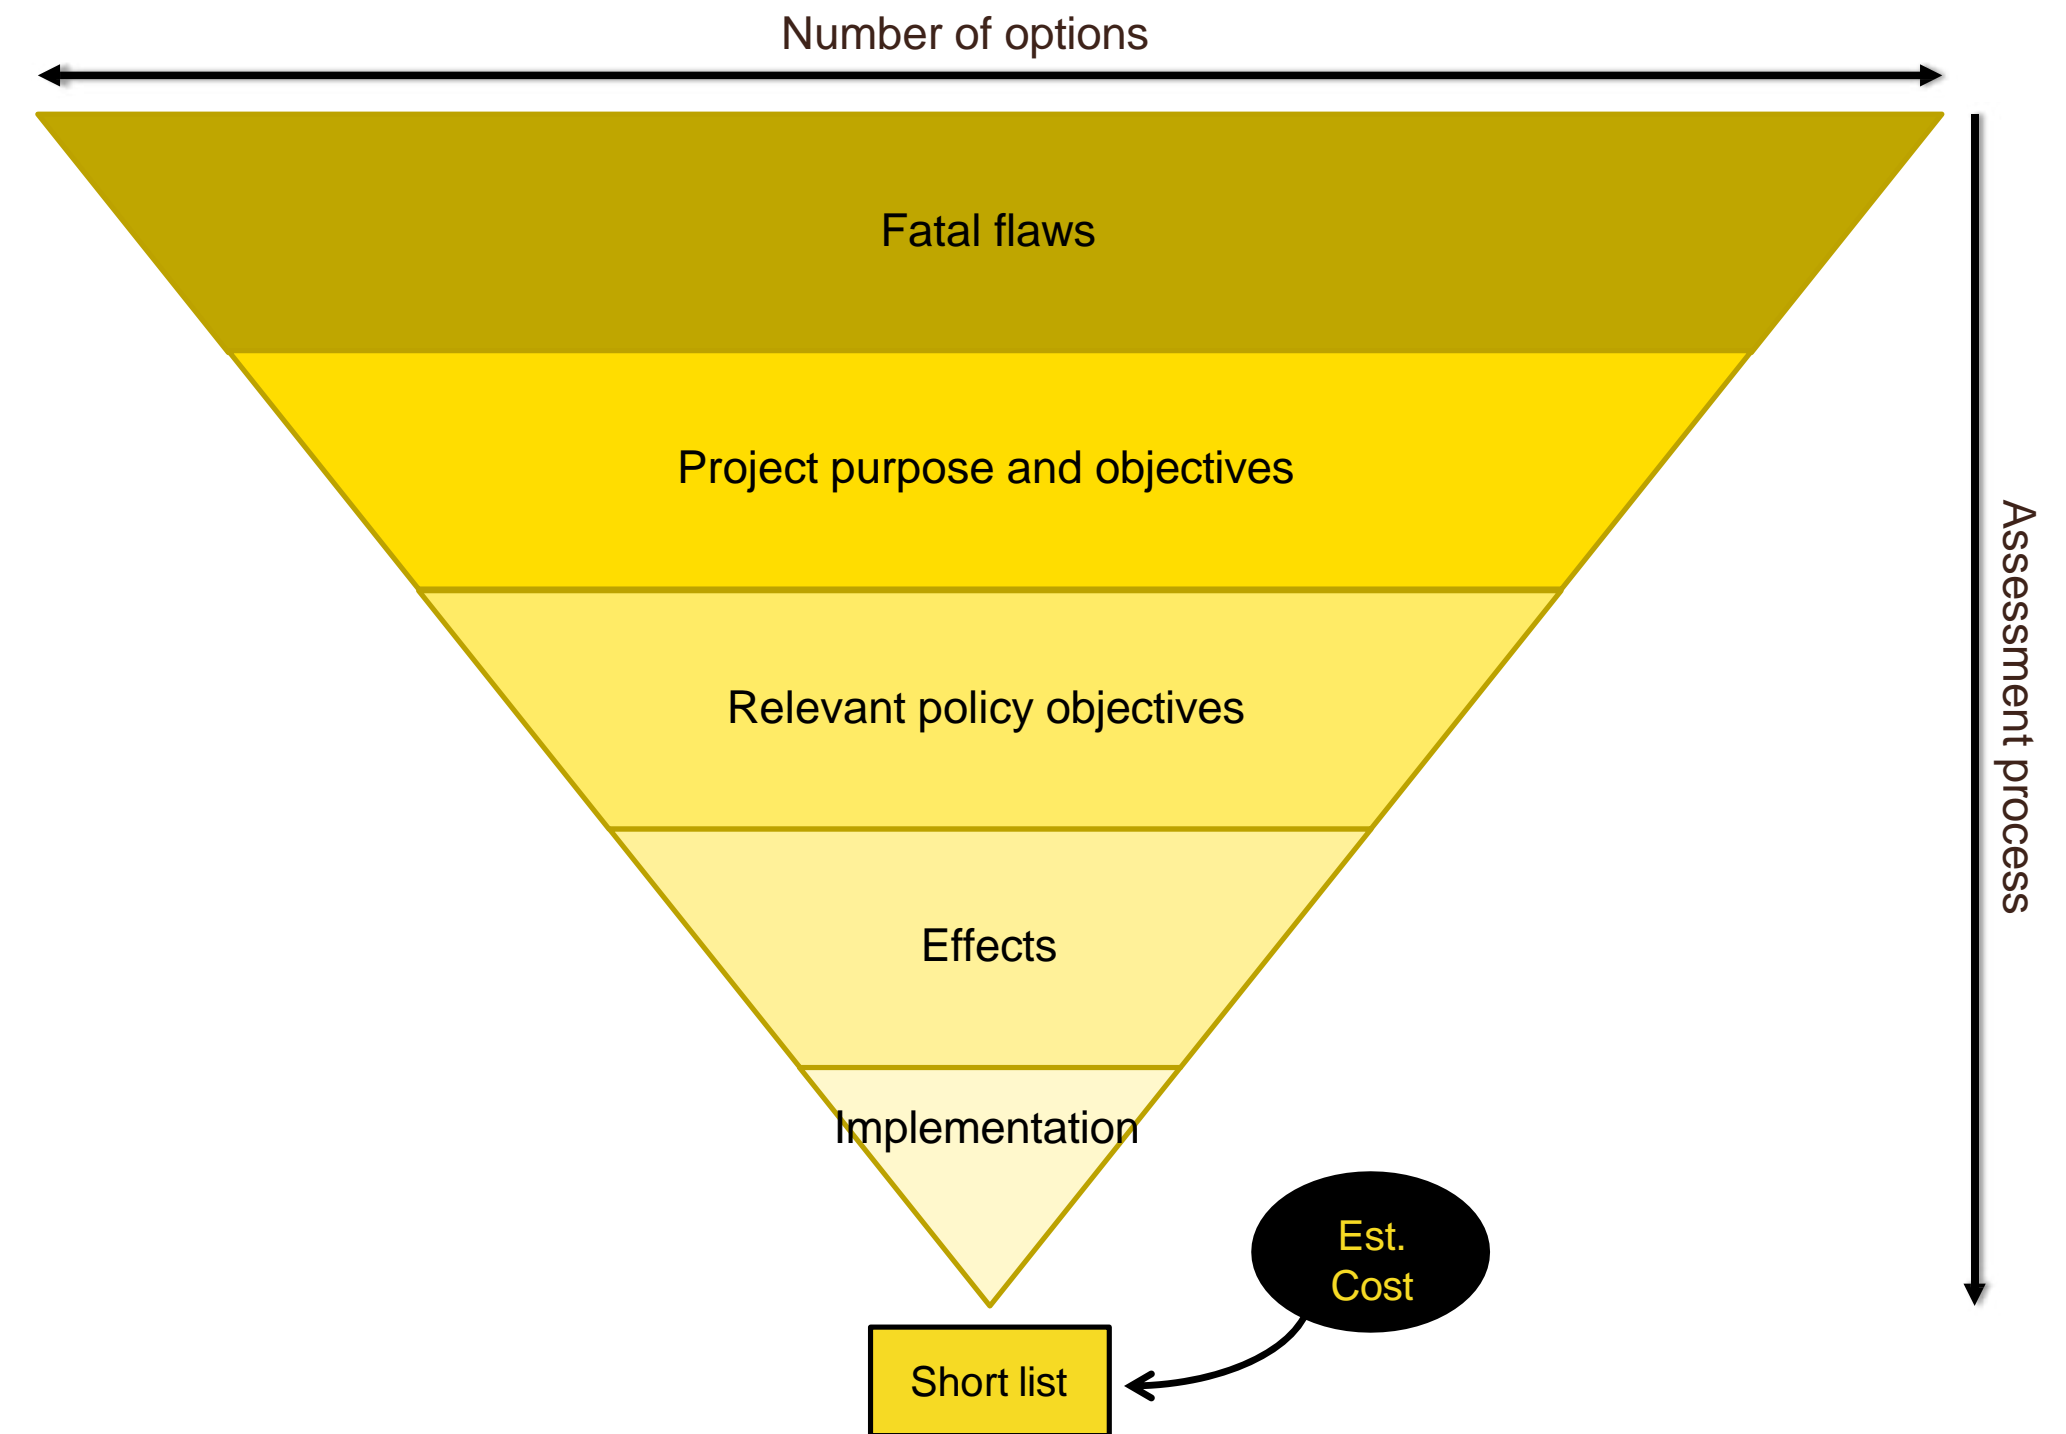 Number of options
Fatal flaws
Project purpose and objectives
Relevant policy objectives
Effects
Implementation
Assessment process
Est.
Cost
Short list